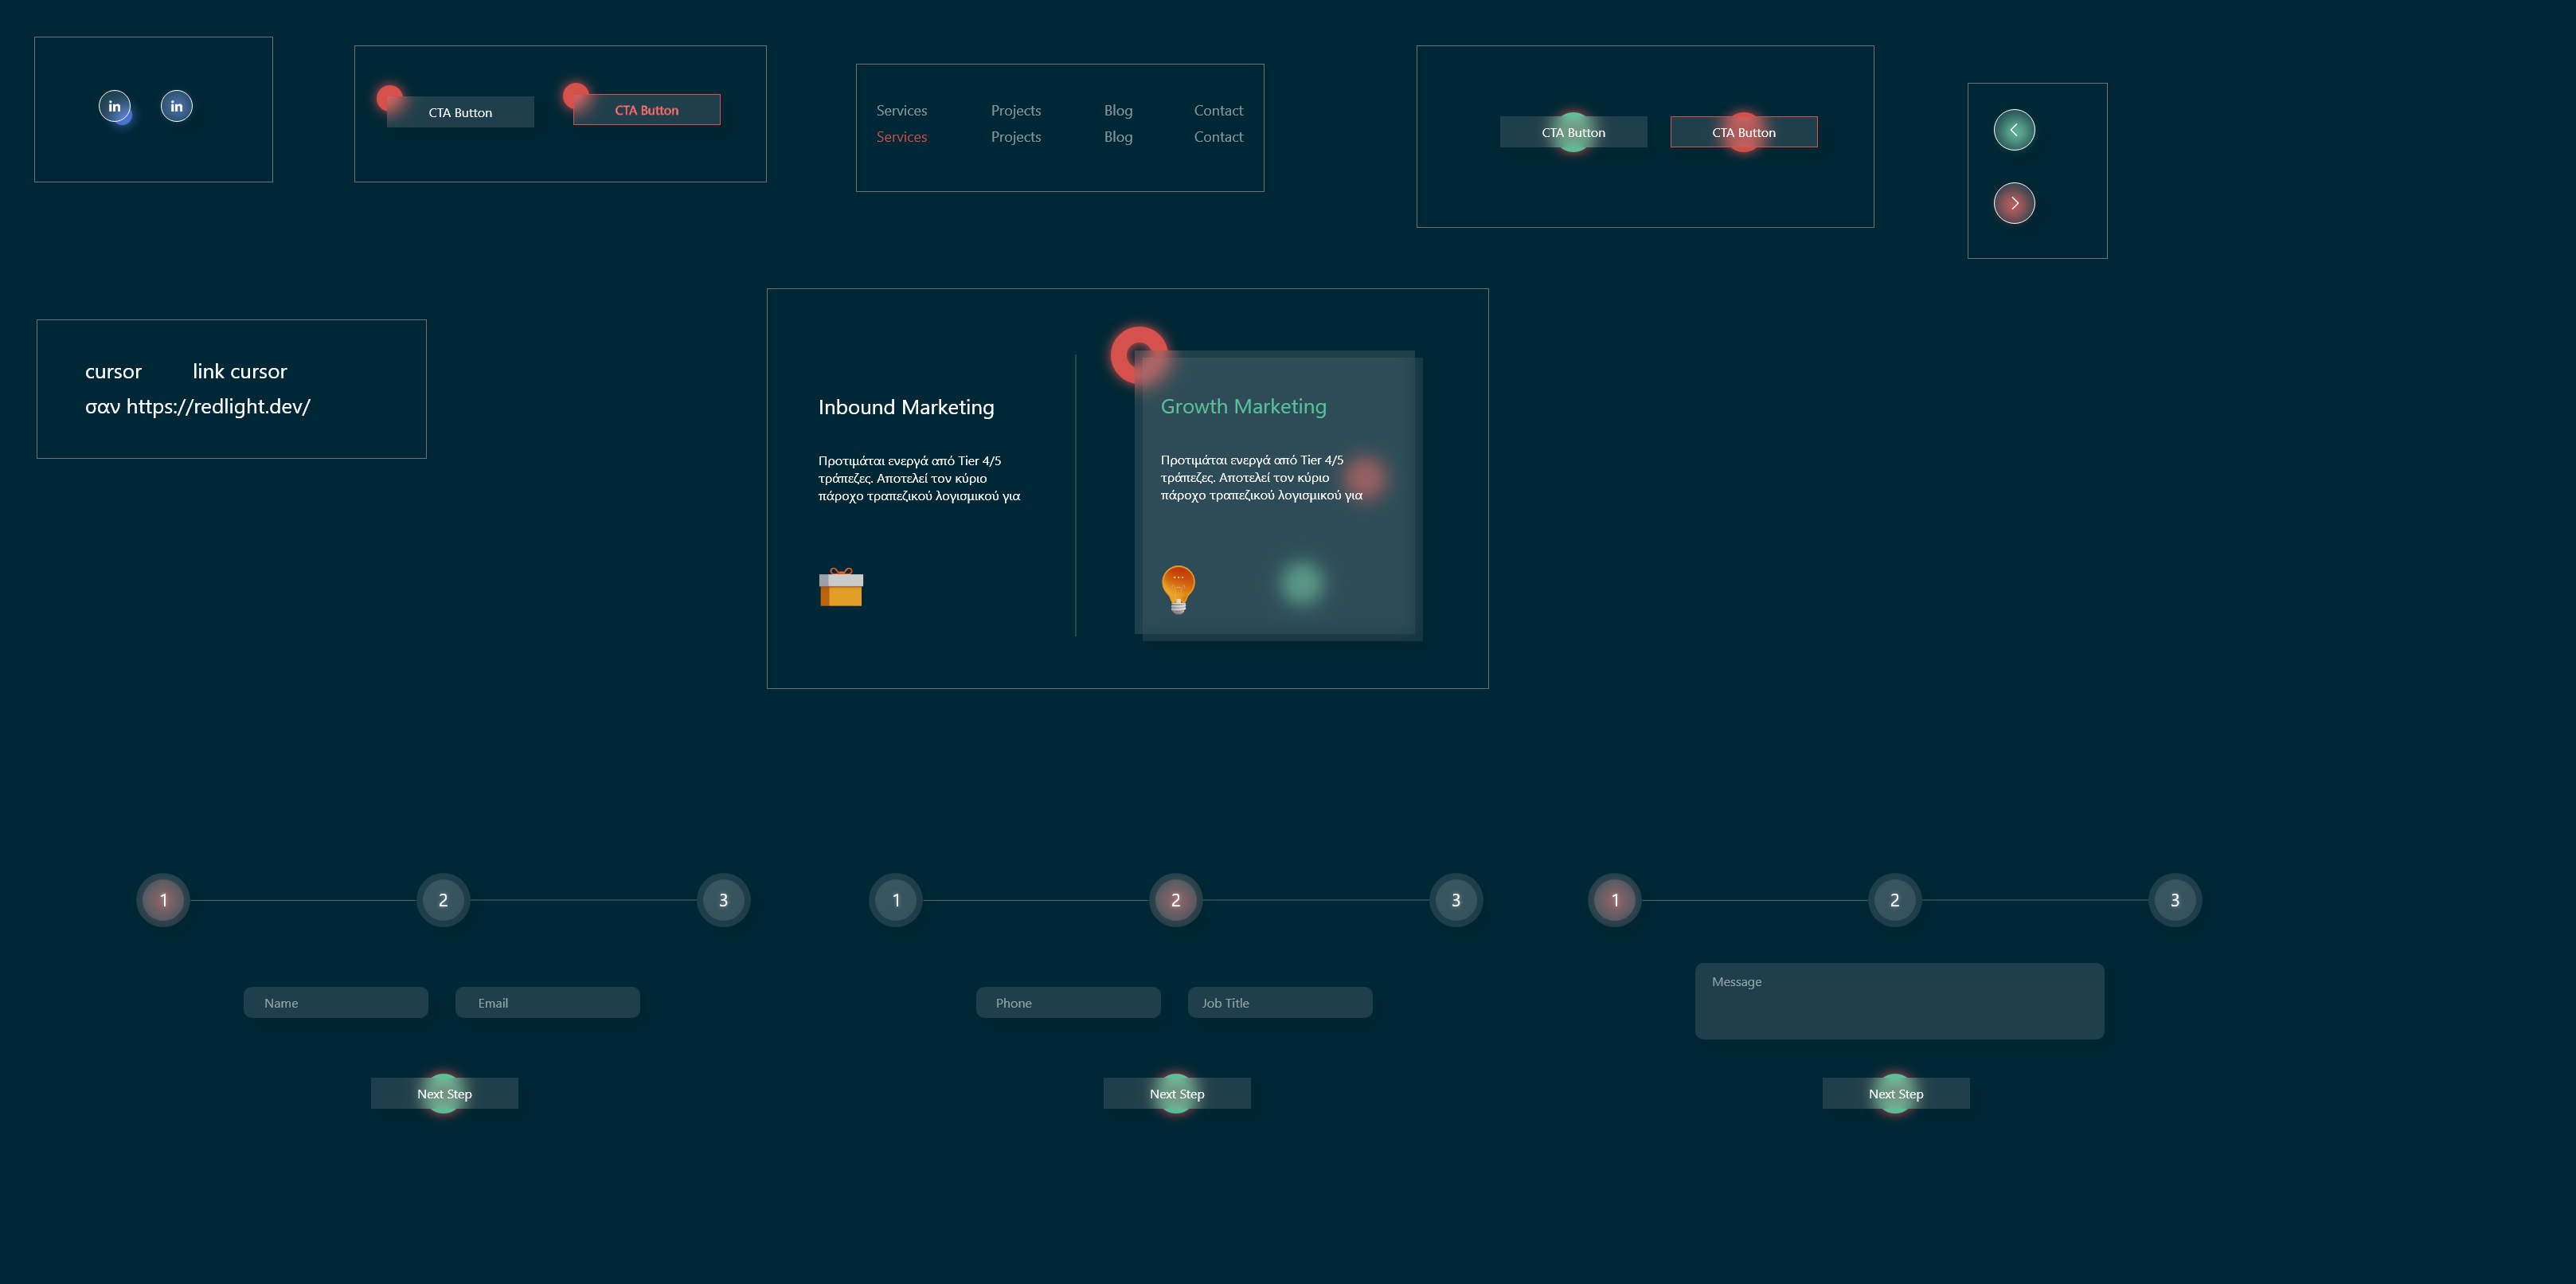 in
in
CTA Button
CTA Button
Services Projects Blog Contact
Services Projects Blog Contact
CTA Button
CTA Button
cursor link cursor
σαν https://redlight.dev/
Inbound Marketing
Προτιμάται ενεργά από Tier 4/5
τράπεζες. Αποτελεί τον κύριο
πάροχο τραπεζικού λογισμικού για
Growth Marketing
Προτιμάται ενεργά από Tier 4/5
τράπεζες. Αποτελεί τον κύριο
πάροχο τραπεζικού λογισμικού για
1 2 3
Name Email
Next Step
1 2 3
Phone Job Title
Next Step
1 2 3
Message
Next Step